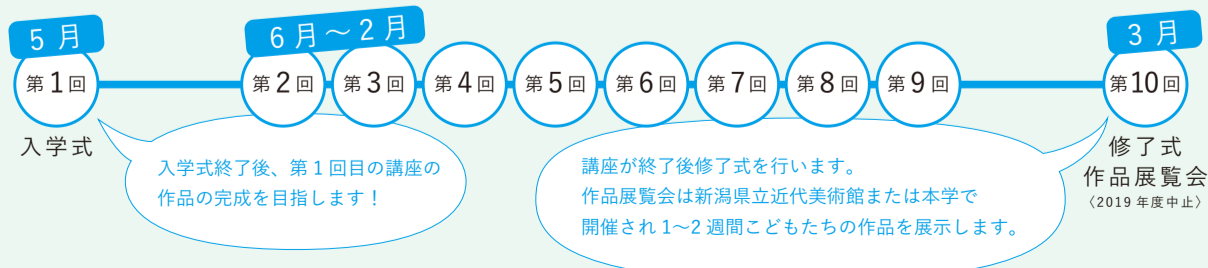 5月
6月～2月
3月
第1回
第2回
第3回
第4回
第5回
第6回
第7回
第8回
第9回
第10回
入学式
入学式終了後、第1回目の講座の
作品の完成を目指します！
講座が終了後修了式を行います。
作品展覧会は新潟県立近代美術館または本学で
開催され1～2週間こどもたちの作品を展示します。
修了式
作品展覧会
〈2019年度中止〉